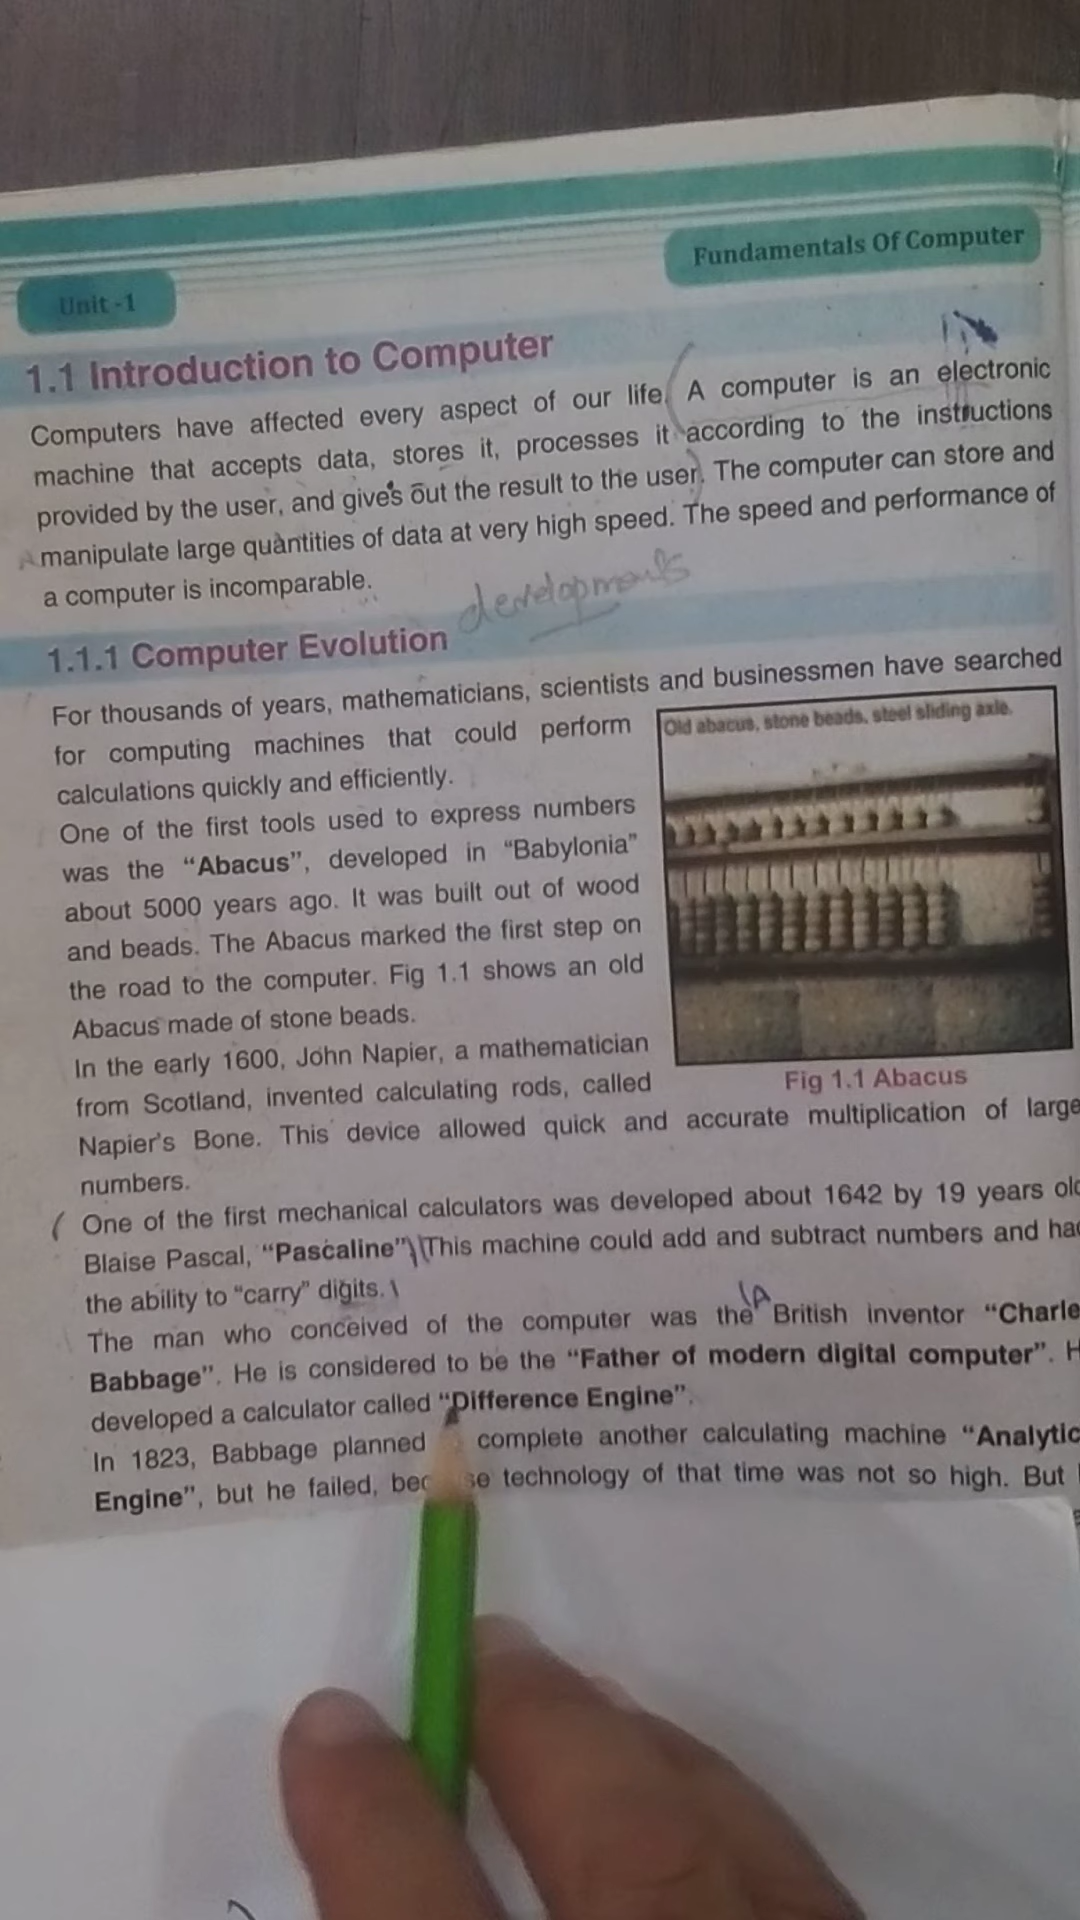 Fundamentals Of Computer
Unit -1
1.1 Introduction to Computer
Computers have affected every aspect of our life. A computer is an electronic
machine that accepts data, stores it, processes it according to the instructions
provided by the user, and gives out the result to the user. The computer can store and
manipulate large quantities of data at very high speed. The speed and performance of
a computer is incomparable.
developments
1.1.1 Computer Evolution
For thousands of years, mathematicians, scientists and businessmen have searched
for computing machines that could perform
calculations quickly and efficiently.
One of the first tools used to express numbers
was the “Abacus”, developed in “Babylonia”
about 5000 years ago. It was built out of wood
and beads. The Abacus marked the first step on
the road to the computer. Fig 1.1 shows an old
Abacus made of stone beads.
In the early 1600, John Napier, a mathematician
from Scotland, invented calculating rods, called
Old abacus, stone beads, steel sliding axle.
Fig 1.1 Abacus
Napier's Bone. This device allowed quick and accurate multiplication of large
numbers.
One of the first mechanical calculators was developed about 1642 by 19 years old
Blaise Pascal, “Pascaline” This machine could add and subtract numbers and had
the ability to “carry” digits.
The man who conceived of the computer was the British inventor “Charle
Babbage”. He is considered to be the “Father of modern digital computer”. H
developed a calculator called “Difference Engine”.
In 1823, Babbage planned complete another calculating machine “Analytic
Engine”, but he failed, because technology of that time was not so high. But